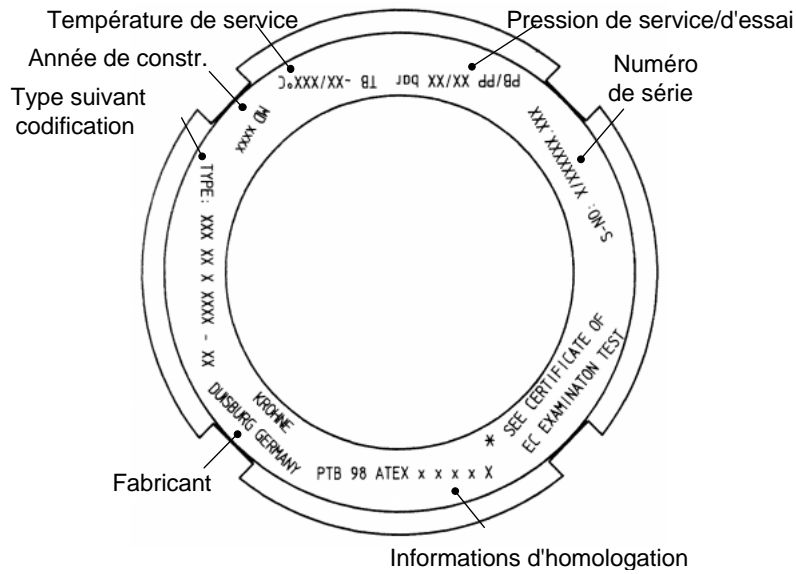 Température de service
Pression de service/d'essai
Année de constr.
Numéro
de série
Type suivant
codification
PB/PP XX/XX bar TB -XX/XXX°C
MD xxxx
S-NO: X/XXXXXX.XXX
TYPE: XXX XX X XXXX - XX
* SEE CERTIFICATE OF
EC EXAMINATON TEST
KROHNE
DUISBURG GERMANY
PTB 98 ATEX x x x x X
Fabricant
Informations d'homologation